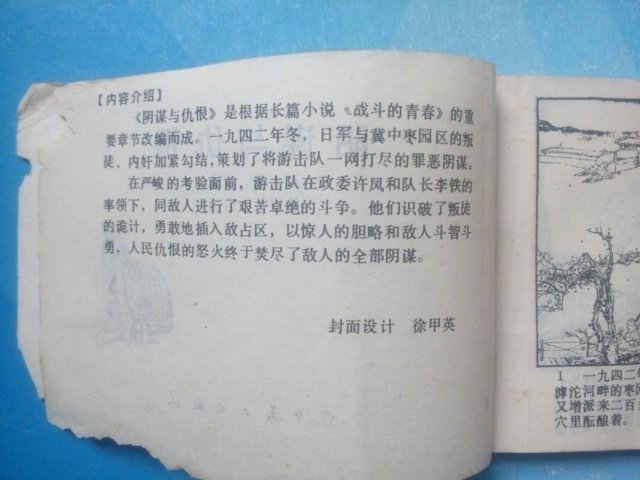 【内容介绍】
《阴谋与仇恨》是根据长篇小说《战斗的青春》的重
要章节改编而成。一九四二年冬，日军与冀中枣园区的叛
徒、内奸加紧勾结，策划了将游击队一网打尽的罪恶阴谋。
在严峻的考验面前，游击队在政委许凤和队长李铁的
率领下，同敌人进行了艰苦卓绝的斗争。他们识破了叛徒
的诡计，勇敢地插入敌占区，以惊人的胆略和敌人斗智斗
勇，人民仇恨的怒火终于焚尽了敌人的全部阴谋。
封面设计 徐甲英
1 一九四二年
滹沱河畔的枣园
又增派来二百
穴里酝酿着。